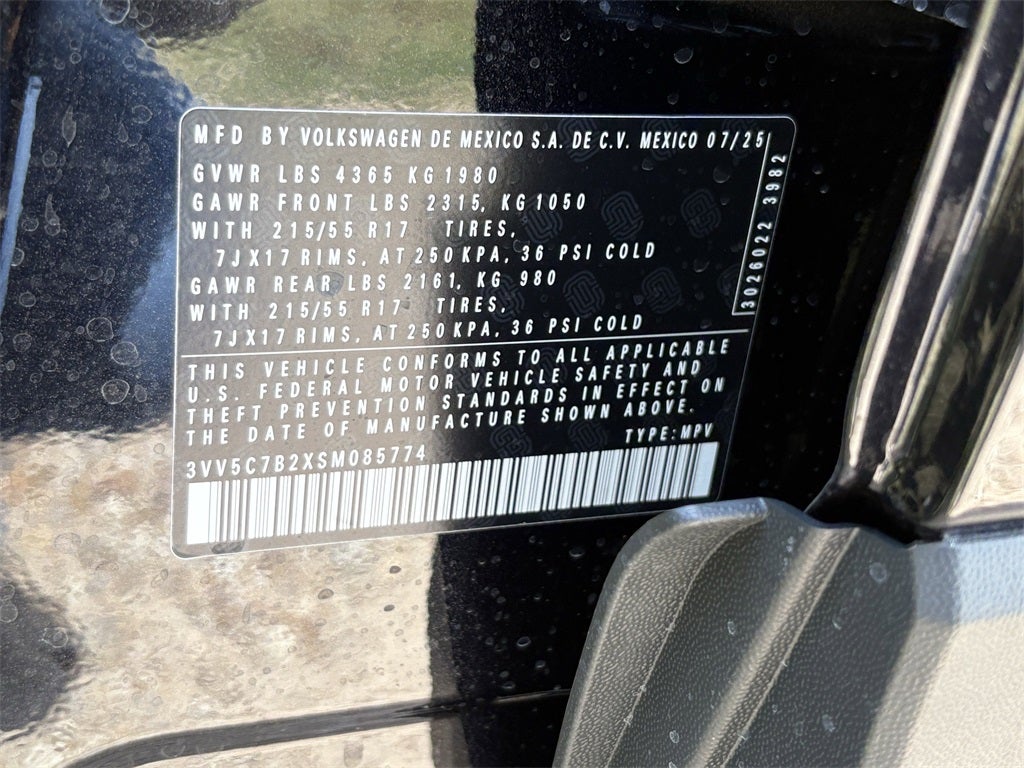 MFD BY VOLKSWAGEN DE MEXICO S.A. DE C.V. MEXICO 07/25
GVWR LBS 4365 KG 1980
GAWR FRONT LBS 2315, KG 1050
WITH 215/55 R17 TIRES,
7JX17 RIMS, AT 250 KPA, 36 PSI COLD
GAWR REAR LBS 2161, KG 980
WITH 215/55 R17 TIRES,
7JX17 RIMS, AT 250 KPA, 36 PSI COLD
3026022 3982
THIS VEHICLE CONFORMS TO ALL APPLICABLE
U.S. FEDERAL MOTOR VEHICLE SAFETY AND
THEFT PREVENTION STANDARDS IN EFFECT ON
THE DATE OF MANUFACTURE SHOWN ABOVE.
TYPE: MPV
3VV5C7B2XSM085774